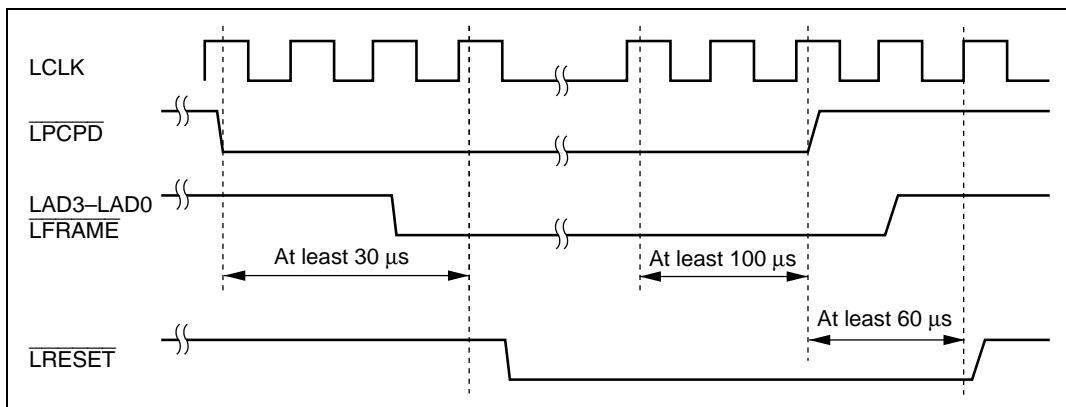 LCLK
LPCPD
LAD3–LAD0
LFRAME
At least 30 μs
At least 100 μs
At least 60 μs
LRESET